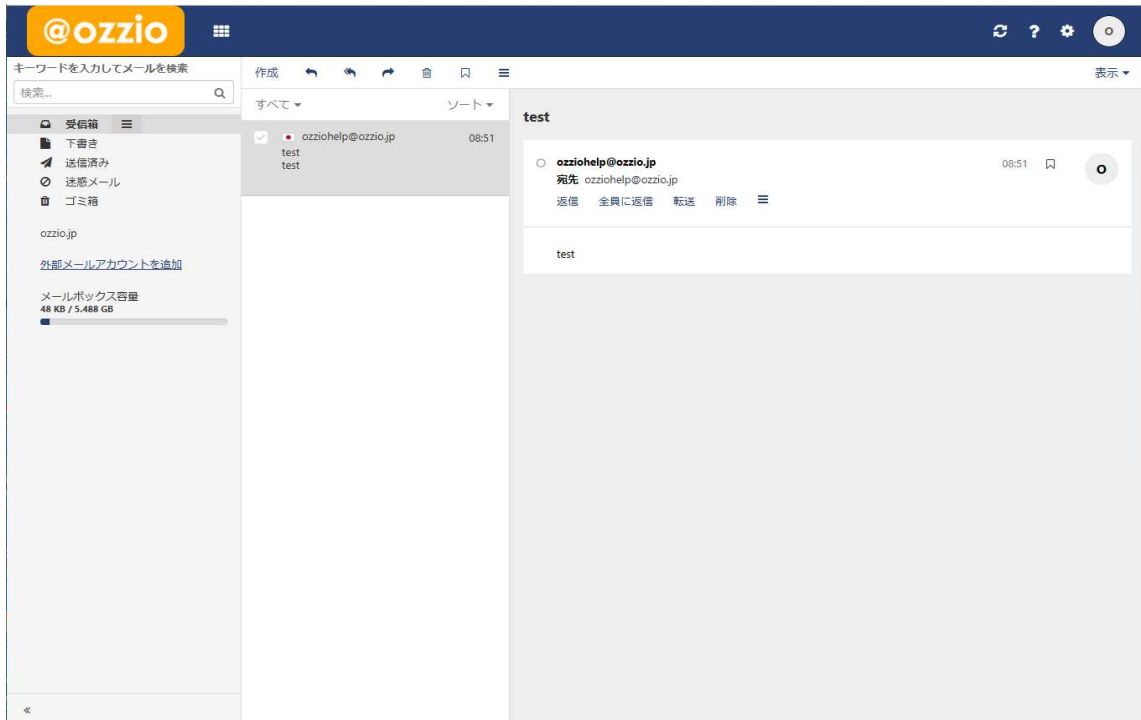 @ozzio
? O
キーワードを入力してメールを検索
検索...
受信箱
下書き
送信済み
迷惑メール
ゴミ箱
ozzio.jp
外部メールアカウントを追加
メールボックス容量
48 KB / 5.488 GB
«
作成
表示
すべて ソート
ozziohelp@ozzio.jp 08:51
test
test
test
ozziohelp@ozzio.jp 08:51 O
宛先 ozziohelp@ozzio.jp
返信 全員に返信 転送 削除
test